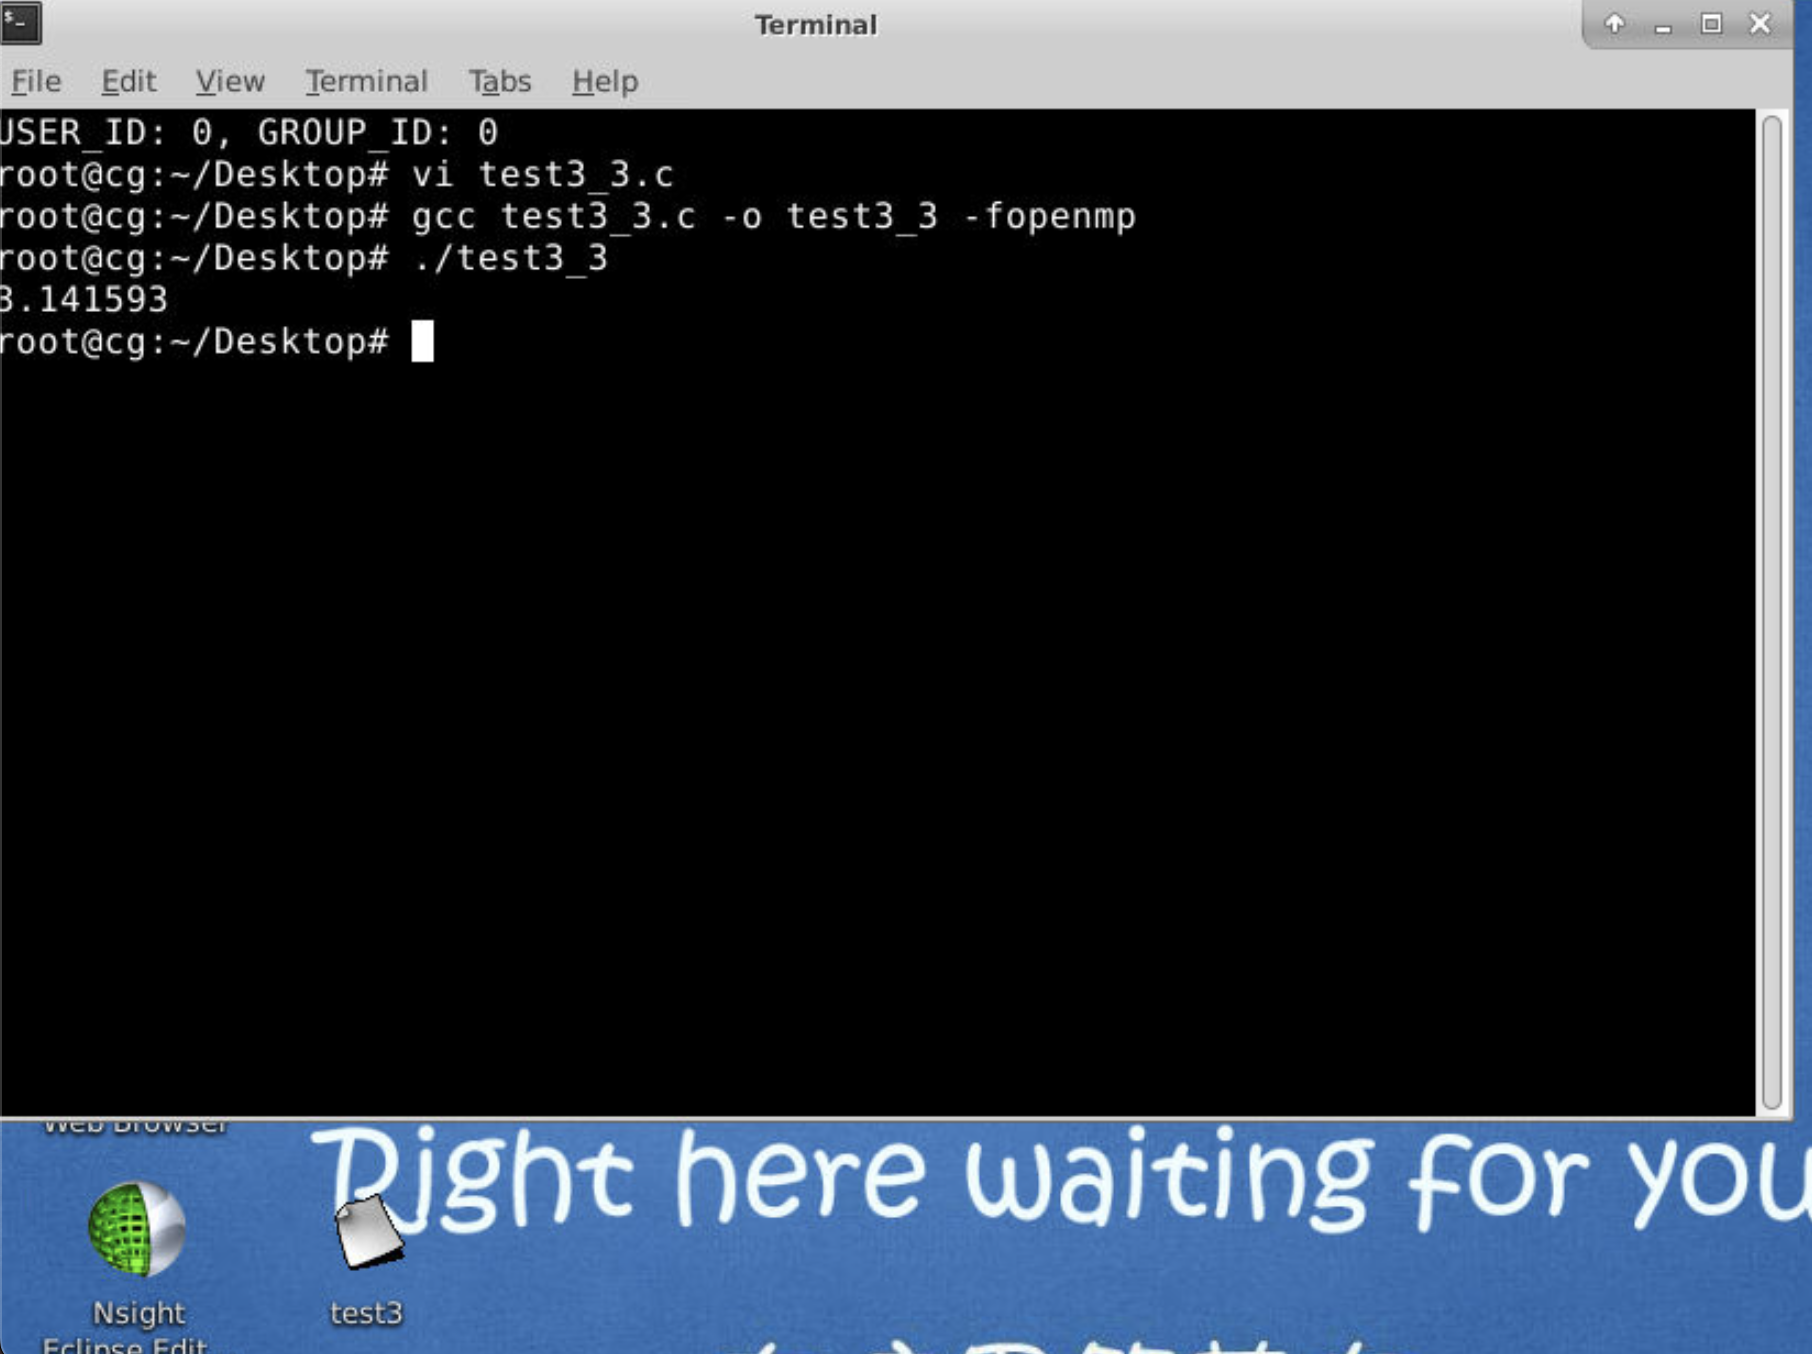 Terminal
File Edit View Terminal Tabs Help
USER_ID: 0, GROUP_ID: 0
root@cg:~/Desktop# vi test3_3.c
root@cg:~/Desktop# gcc test3_3.c -o test3_3 -fopenmp
root@cg:~/Desktop# ./test3_3
3.141593
root@cg:~/Desktop#
Web Browser
Right here waiting for you
Nsight
Eclipse Edit...
test3